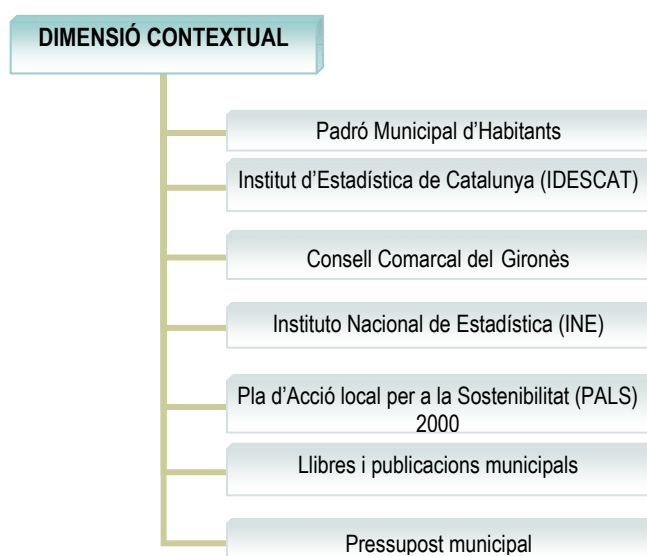 DIMENSIÓ CONTEXTUAL
Padró Municipal d’Habitants
Institut d’Estadística de Catalunya (IDESCAT)
Consell Comarcal del Gironès
Instituto Nacional de Estadística (INE)
Pla d’Acció local per a la Sostenibilitat (PALS)
2000
Llibres i publicacions municipals
Pressupost municipal